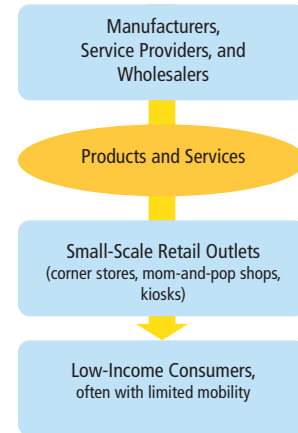 Manufacturers,
Service Providers, and
Wholesalers
Products and Services
Small-Scale Retail Outlets
(corner stores, mom-and-pop shops,
kiosks)
Low-Income Consumers,
often with limited mobility